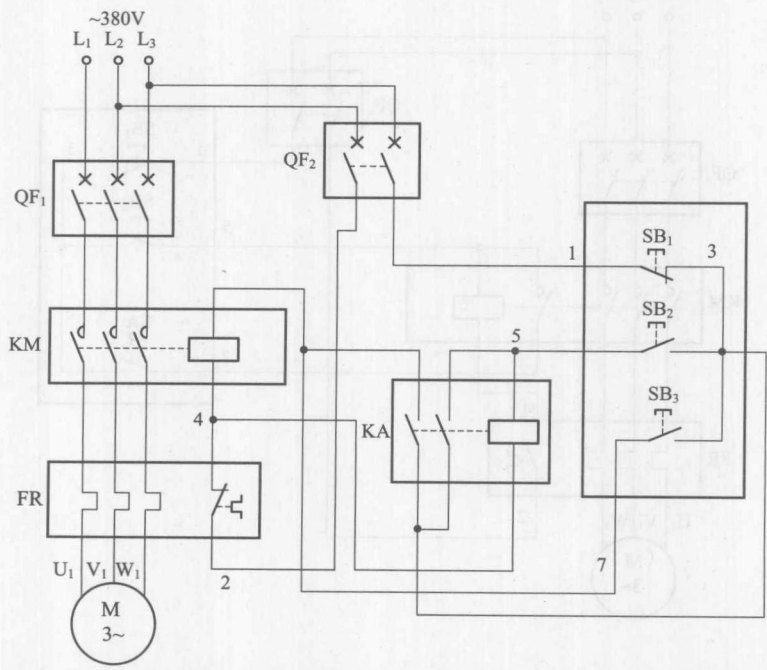 ~380V
L₁ L₂ L₃
QF₁
QF₂
KM
4
FR
2
U₁ V₁ W₁
M
3~
1
SB₁
3
SB₂
5
SB₃
KA
7